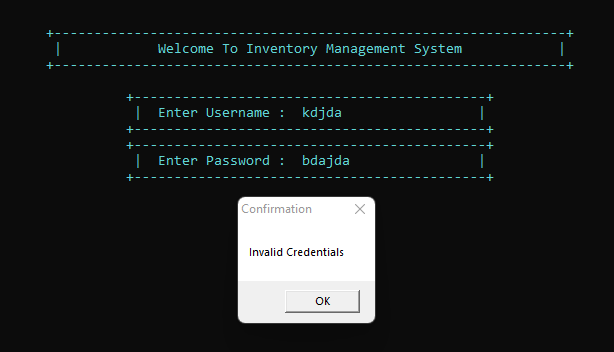 Welcome To Inventory Management System
Enter Username : kdjda
Enter Password : bdajda
Confirmation
Invalid Credentials
OK